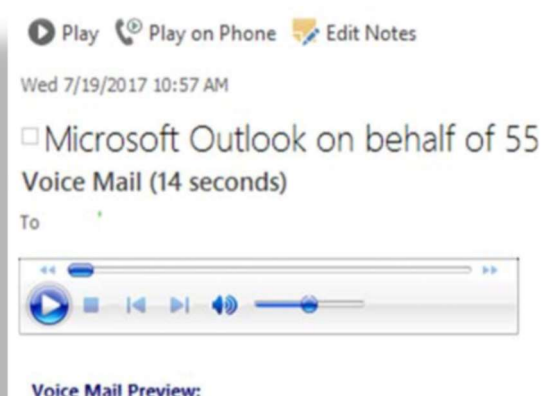 Play Play on Phone Edit Notes
Wed 7/19/2017 10:57 AM
Microsoft Outlook on behalf of 55
Voice Mail (14 seconds)
To
Voice Mail Preview: